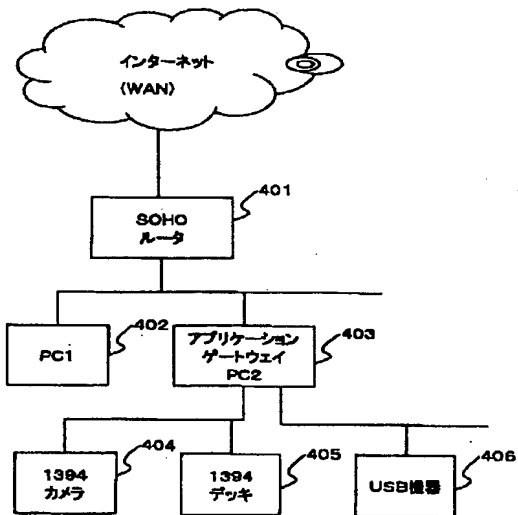 インターネット
(WAN)
401
SOHO
ルータ
402
PC1
403
アプリケーション
ゲートウェイ
PC2
404
1394
カメラ
405
1394
デッキ
406
USB機器